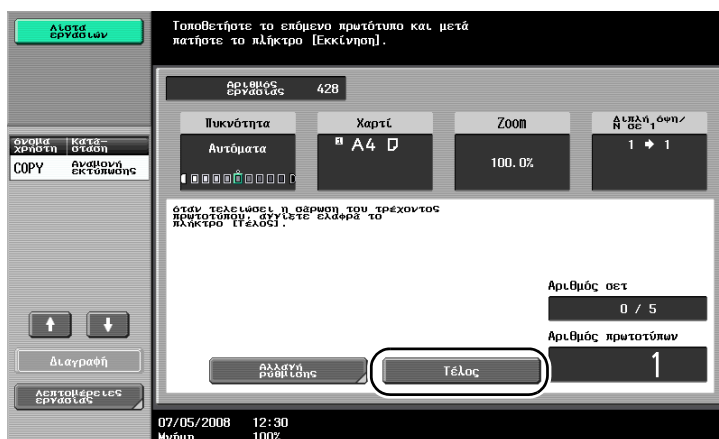 Λίστα
εργασιών
Τοποθετήστε το επόμενο πρωτότυπο και μετά
πατήστε το πλήκτρο [Εκκίνηση].
Αριθμός
εργασίας 428
Πυκνότητα Χαρτί Zoom Διπλή όψη/
N σε 1
Αυτόματα 1 A4 100.0% 1 → 1
όνομα
χρήστη Κατά-
σταση
COPY Αναμονή
εκτύπωσης
όταν τελειώσει η σάρωση του τρέχοντος
πρωτοτύπου, αγγίξτε ελαφρά το
πλήκτρο [Τέλος].
Αριθμός σετ
0 / 5
Αριθμός πρωτοτύπων
1
Αλλαγή
ρύθμισης
Τέλος
Διαγραφή
Λεπτομέρειες
εργασίας
07/05/2008 12:30
Μνήμη 100%